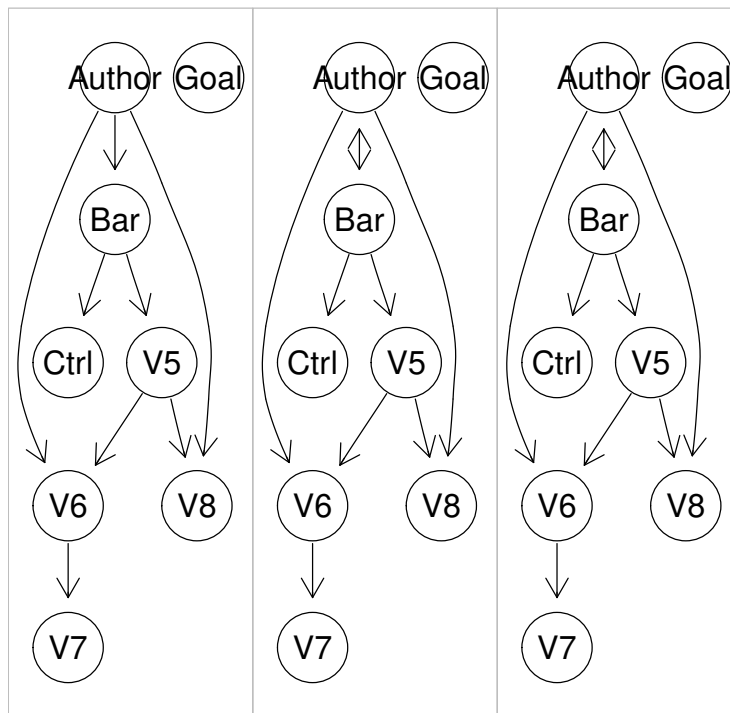 Author Goal Author Goal Author Goal
Bar Bar Bar
Ctrl V5 Ctrl V5 Ctrl V5
V6 V8 V6 V8 V6 V8
V7 V7 V7